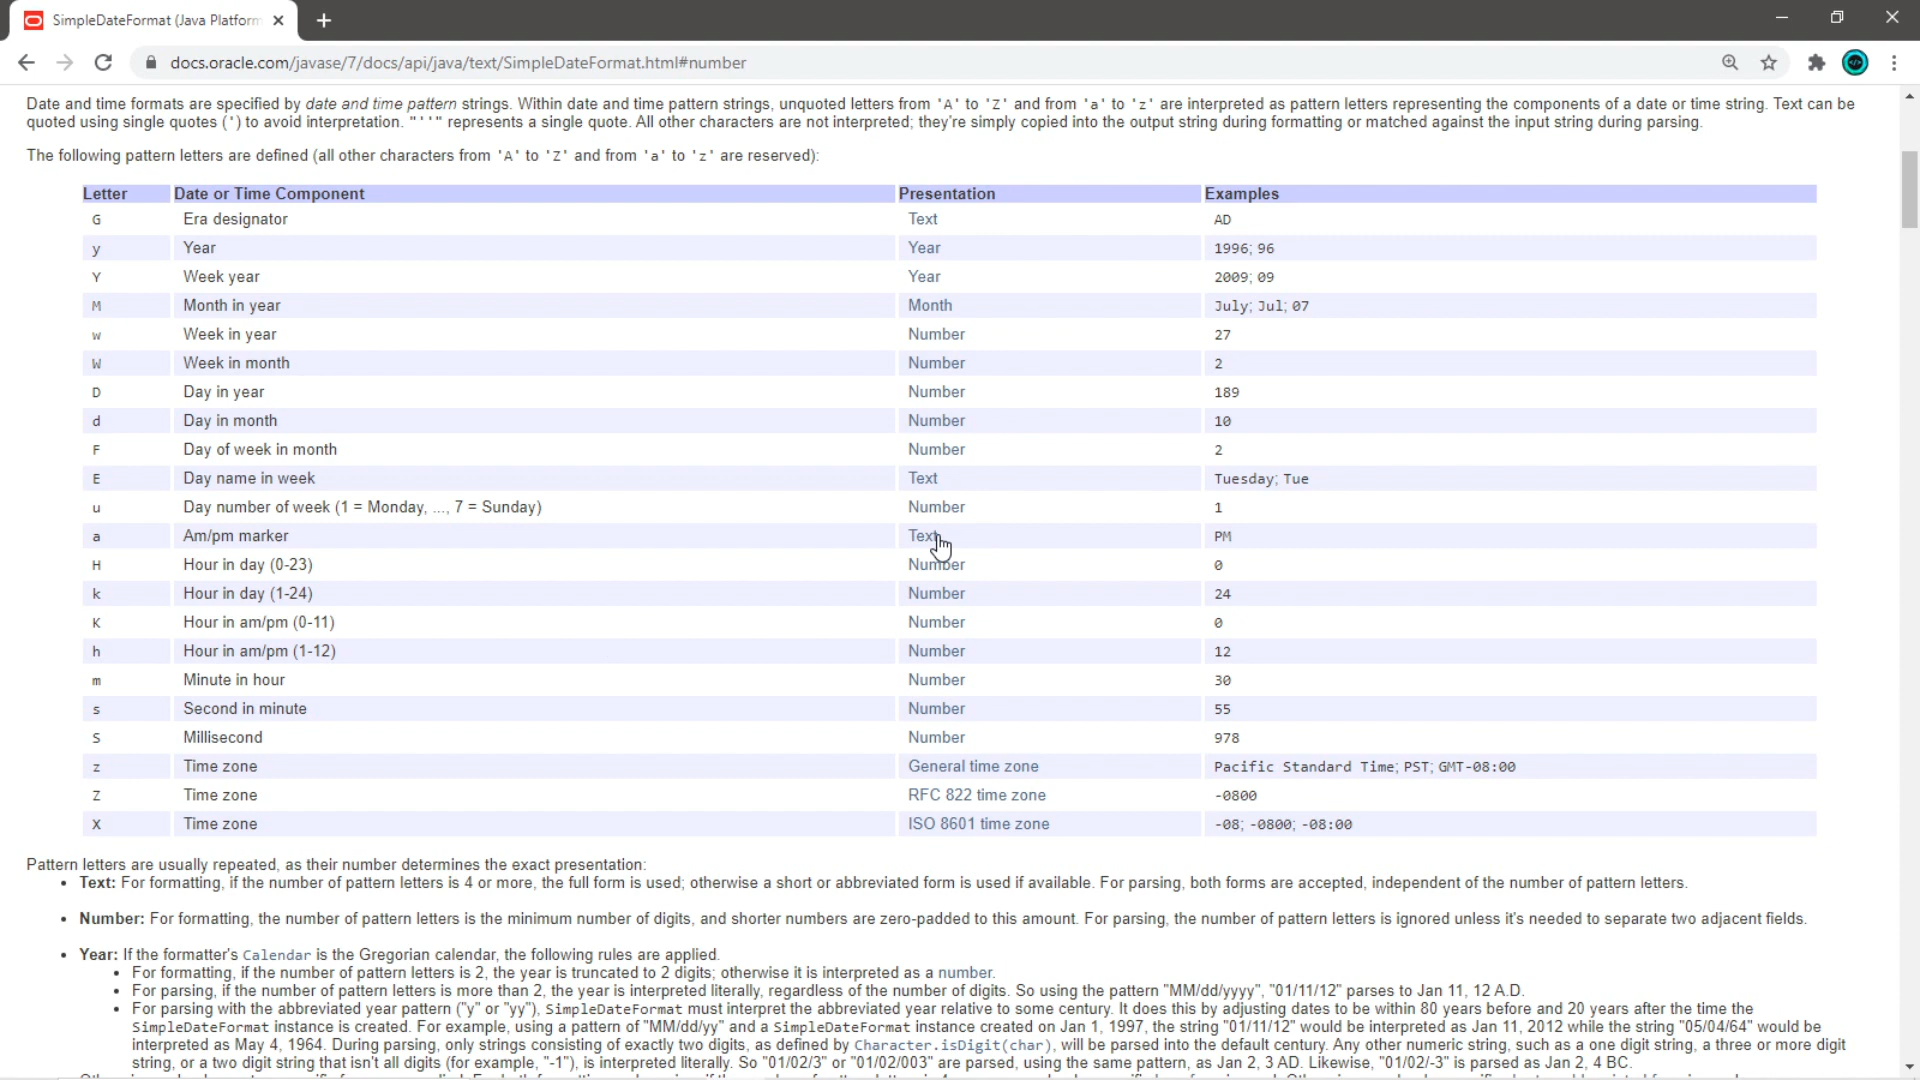 SimpleDateFormat (Java Platform
docs.oracle.com/javase/7/docs/api/java/text/SimpleDateFormat.html#number
Date and time formats are specified by date and time pattern strings. Within date and time pattern strings, unquoted letters from 'A' to 'Z' and from 'a' to 'z' are interpreted as pattern letters representing the components of a date or time string. Text can be
quoted using single quotes (') to avoid interpretation. "''" represents a single quote. All other characters are not interpreted; they're simply copied into the output string during formatting or matched against the input string during parsing.
The following pattern letters are defined (all other characters from 'A' to 'Z' and from 'a' to 'z' are reserved):
Letter Date or Time Component Presentation Examples
G Era designator Text AD
y Year Year 1996; 96
Y Week year Year 2009; 09
M Month in year Month July; Jul; 07
w Week in year Number 27
W Week in month Number 2
D Day in year Number 189
d Day in month Number 10
F Day of week in month Number 2
E Day name in week Text Tuesday; Tue
u Day number of week (1 = Monday, ..., 7 = Sunday) Number 1
a Am/pm marker Text PM
H Hour in day (0-23) Number 0
k Hour in day (1-24) Number 24
K Hour in am/pm (0-11) Number 0
h Hour in am/pm (1-12) Number 12
m Minute in hour Number 30
s Second in minute Number 55
S Millisecond Number 978
z Time zone General time zone Pacific Standard Time; PST; GMT-08:00
Z Time zone RFC 822 time zone -0800
X Time zone ISO 8601 time zone -08; -0800; -08:00
Pattern letters are usually repeated, as their number determines the exact presentation:
• Text: For formatting, if the number of pattern letters is 4 or more, the full form is used; otherwise a short or abbreviated form is used if available. For parsing, both forms are accepted, independent of the number of pattern letters.
• Number: For formatting, the number of pattern letters is the minimum number of digits, and shorter numbers are zero-padded to this amount. For parsing, the number of pattern letters is ignored unless it's needed to separate two adjacent fields.
• Year: If the formatter's Calendar is the Gregorian calendar, the following rules are applied.
• For formatting, if the number of pattern letters is 2, the year is truncated to 2 digits; otherwise it is interpreted as a number.
• For parsing, if the number of pattern letters is more than 2, the year is interpreted literally, regardless of the number of digits. So using the pattern "MM/dd/yyyy", "01/11/12" parses to Jan 11, 12 A.D.
• For parsing with the abbreviated year pattern ("y" or "yy"), SimpleDateFormat must interpret the abbreviated year relative to some century. It does this by adjusting dates to be within 80 years before and 20 years after the time the
SimpleDateFormat instance is created. For example, using a pattern of "MM/dd/yy" and a SimpleDateFormat instance created on Jan 1, 1997, the string "01/11/12" would be interpreted as Jan 11, 2012 while the string "05/04/64" would be
interpreted as May 4, 1964. During parsing, only strings consisting of exactly two digits, as defined by Character.isDigit(char), will be parsed into the default century. Any other numeric string, such as a one digit string, a three or more digit
string, or a two digit string that isn't all digits (for example, "-1"), is interpreted literally. So "01/02/3" or "01/02/003" are parsed, using the same pattern, as Jan 2, 3 AD. Likewise, "01/02/-3" is parsed as Jan 2, 4 BC.